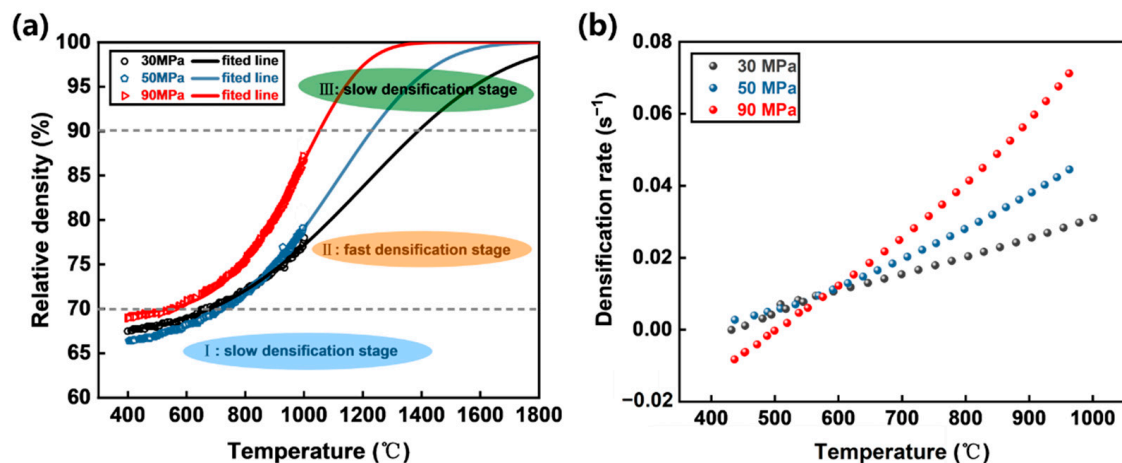 (a)
Relative density (%)
100
95
90
85
80
75
70
65
60
30MPa fited line
50MPa fited line
90MPa fited line
III: slow densification stage
II: fast densification stage
I: slow densification stage
400 600 800 1000 1200 1400 1600 1800
Temperature (℃)
(b)
Densification rate (s⁻¹)
0.08
0.06
0.04
0.02
0.00
−0.02
30 MPa
50 MPa
90 MPa
400 500 600 700 800 900 1000
Temperature (℃)